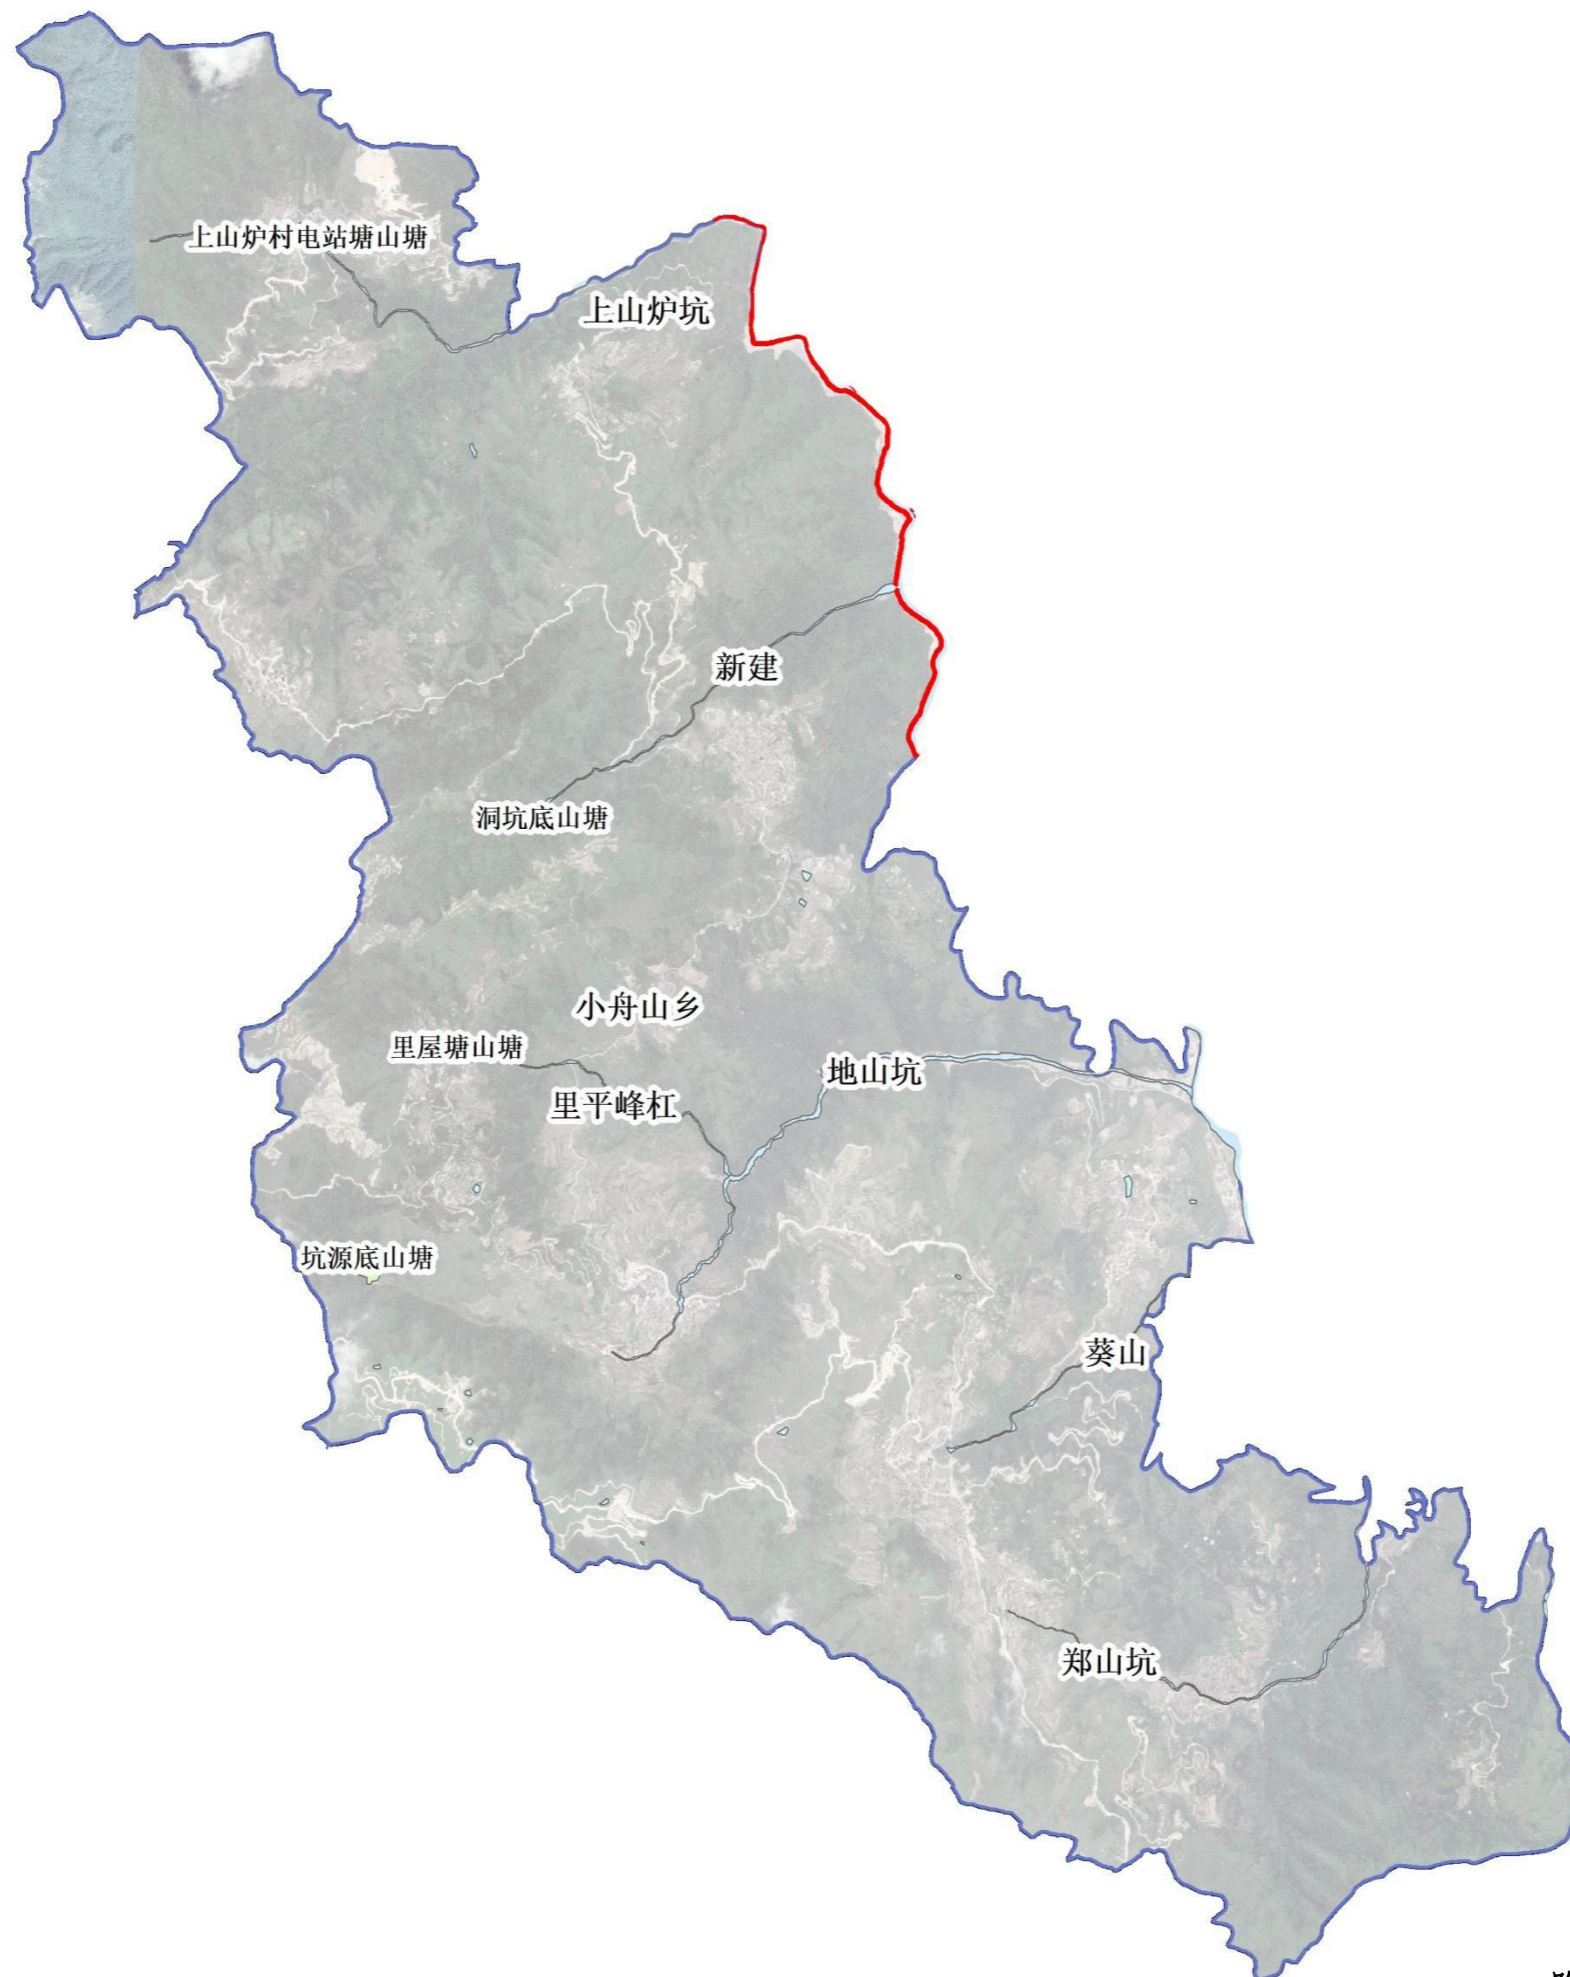 上山炉村电站塘山塘
上山炉坑
新建
洞坑底山塘
小舟山乡
里屋塘山塘
地山坑
里平峰杠
坑源底山塘
葵山
郑山坑